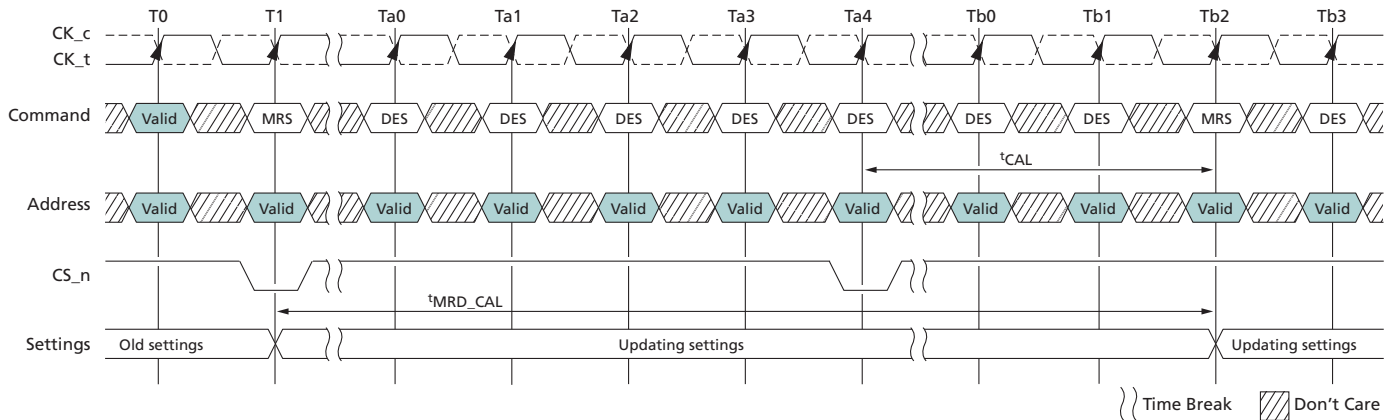 T0 T1 Ta0 Ta1 Ta2 Ta3 Ta4 Tb0 Tb1 Tb2 Tb3
CK_c
CK_t
Command Valid MRS DES DES DES DES DES DES DES MRS DES
tCAL
Address Valid Valid Valid Valid Valid Valid Valid Valid Valid Valid Valid
CS_n
tMRD_CAL
Settings Old settings Updating settings Updating settings
Time Break Don't Care